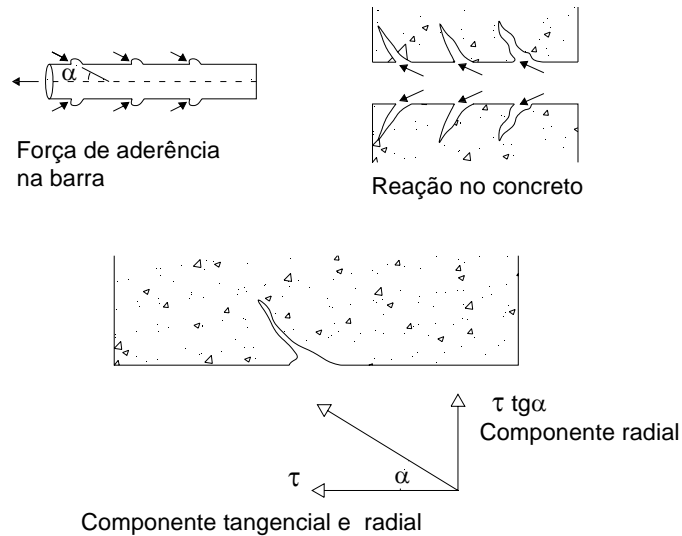 α
Força de aderência
na barra
Reação no concreto
τ tgα
Componente radial
τ
α
Componente tangencial e radial